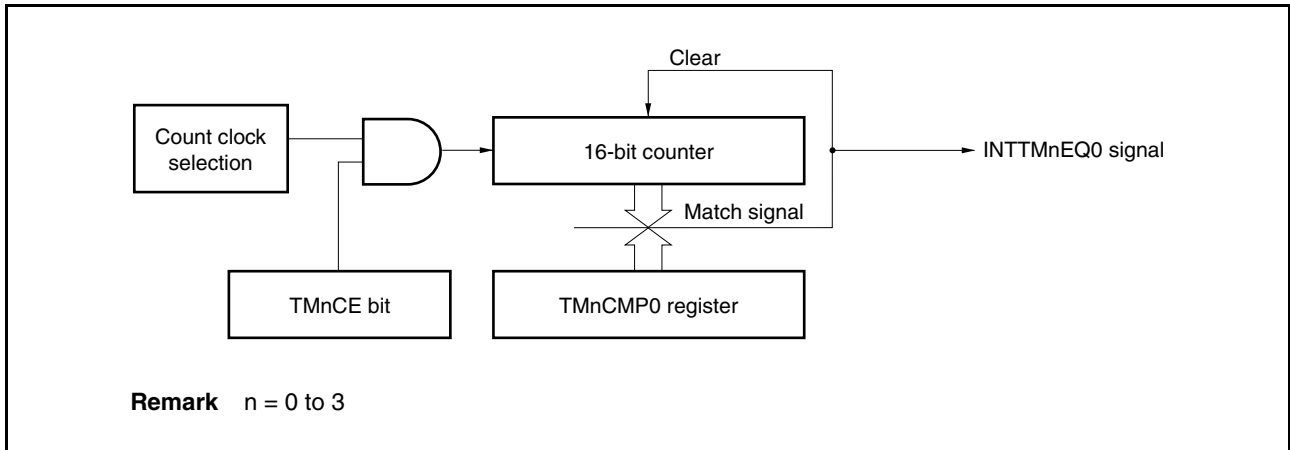 Clear
Count clock
selection
16-bit counter
INTTMnEQ0 signal
Match signal
TMnCE bit
TMnCMP0 register
Remark n = 0 to 3